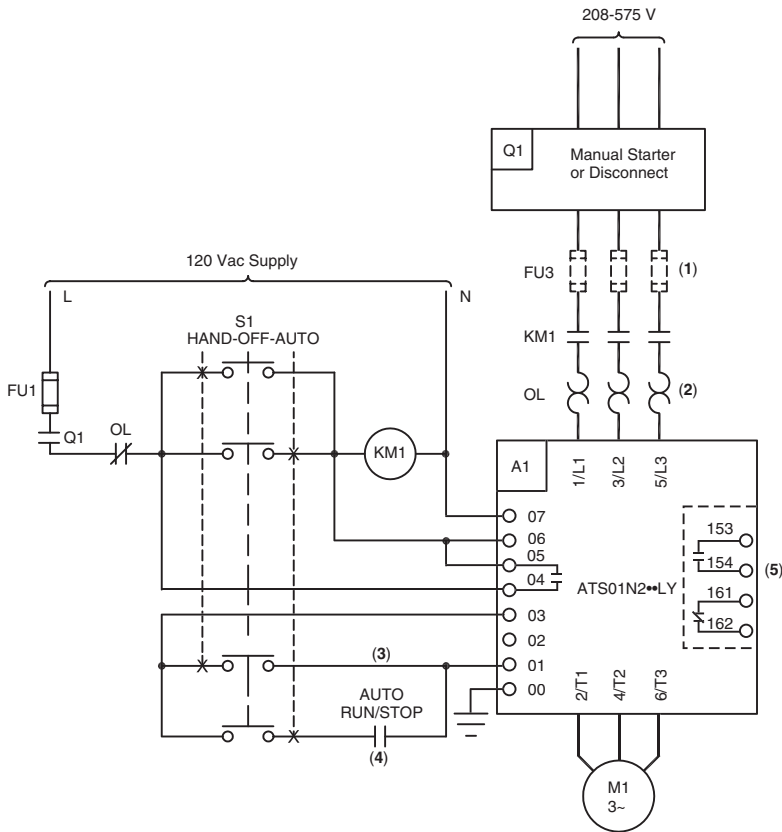 208-575 V
Q1
Manual Starter
or Disconnect
120 Vac Supply
FU3
(1)
L
N
S1
HAND-OFF-AUTO
KM1
FU1
OL
(2)
Q1
OL
KM1
A1
1/L1
3/L2
5/L3
07
06
05
04
03
02
01
00
ATS01N2••LY
153
154
161
162
(5)
(3)
AUTO
RUN/STOP
(4)
2/T1
4/T2
6/T3
M1
3~